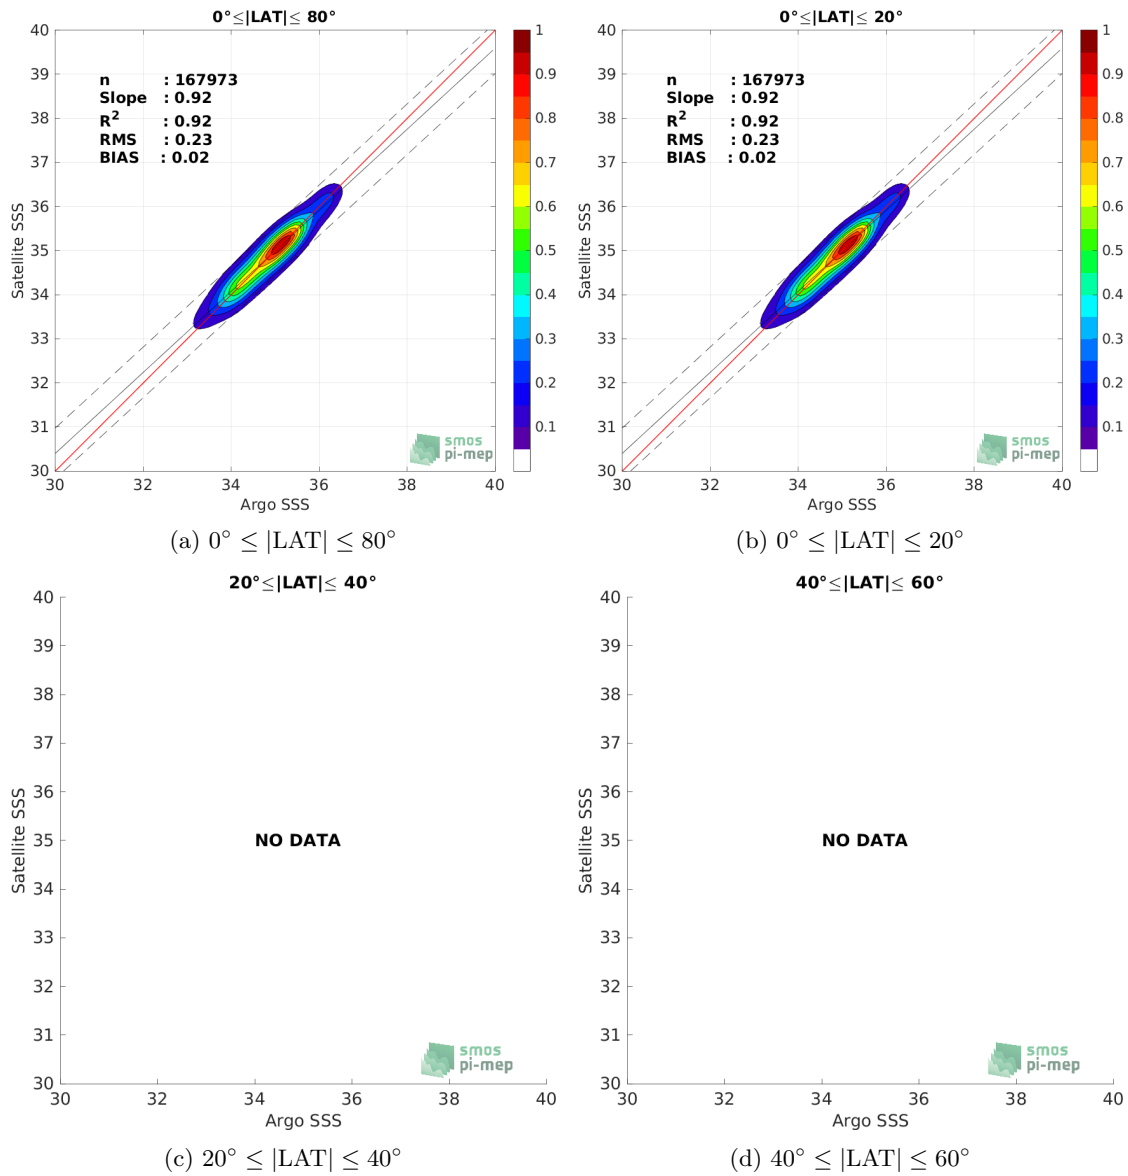 0°≤|LAT|≤ 80°
40
39
38
37
36
35
34
33
32
31
30
Satellite SSS
n : 167973
Slope : 0.92
R² : 0.92
RMS : 0.23
BIAS : 0.02
1
0.9
0.8
0.7
0.6
0.5
0.4
0.3
0.2
0.1
smos
pi-mep
30 32 34 36 38 40
Argo SSS
(a) 0° ≤ |LAT| ≤ 80°
0°≤|LAT|≤ 20°
40
39
38
37
36
35
34
33
32
31
30
Satellite SSS
n : 167973
Slope : 0.92
R² : 0.92
RMS : 0.23
BIAS : 0.02
1
0.9
0.8
0.7
0.6
0.5
0.4
0.3
0.2
0.1
smos
pi-mep
30 32 34 36 38 40
Argo SSS
(b) 0° ≤ |LAT| ≤ 20°
20°≤|LAT|≤ 40°
40
39
38
37
36
35
34
33
32
31
30
Satellite SSS
NO DATA
smos
pi-mep
30 32 34 36 38 40
Argo SSS
(c) 20° ≤ |LAT| ≤ 40°
40°≤|LAT|≤ 60°
40
39
38
37
36
35
34
33
32
31
30
Satellite SSS
NO DATA
smos
pi-mep
30 32 34 36 38 40
Argo SSS
(d) 40° ≤ |LAT| ≤ 60°